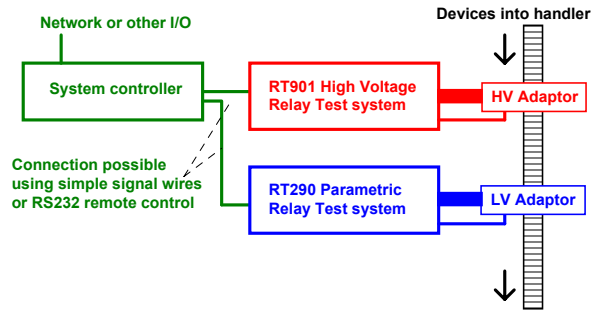 Devices into handler
Network or other I/O
System controller
RT901 High Voltage
Relay Test system
HV Adaptor
Connection possible
using simple signal wires
or RS232 remote control
RT290 Parametric
Relay Test system
LV Adaptor